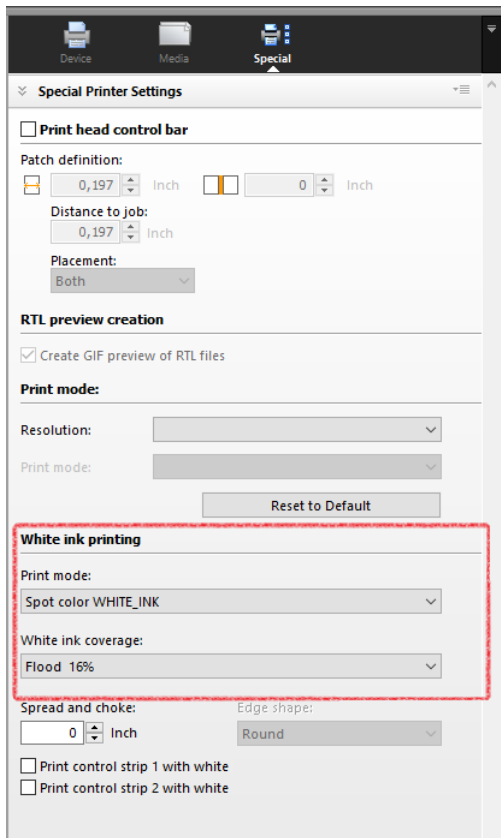 Device Media Special
Special Printer Settings
Print head control bar
Patch definition:
0,197 Inch 0 Inch
Distance to job:
0,197 Inch
Placement:
Both
RTL preview creation
Create GIF preview of RTL files
Print mode:
Resolution:
Print mode:
Reset to Default
White ink printing
Print mode:
Spot color WHITE_INK
White ink coverage:
Flood 16%
Spread and choke: Edge shape:
0 Inch Round
Print control strip 1 with white
Print control strip 2 with white